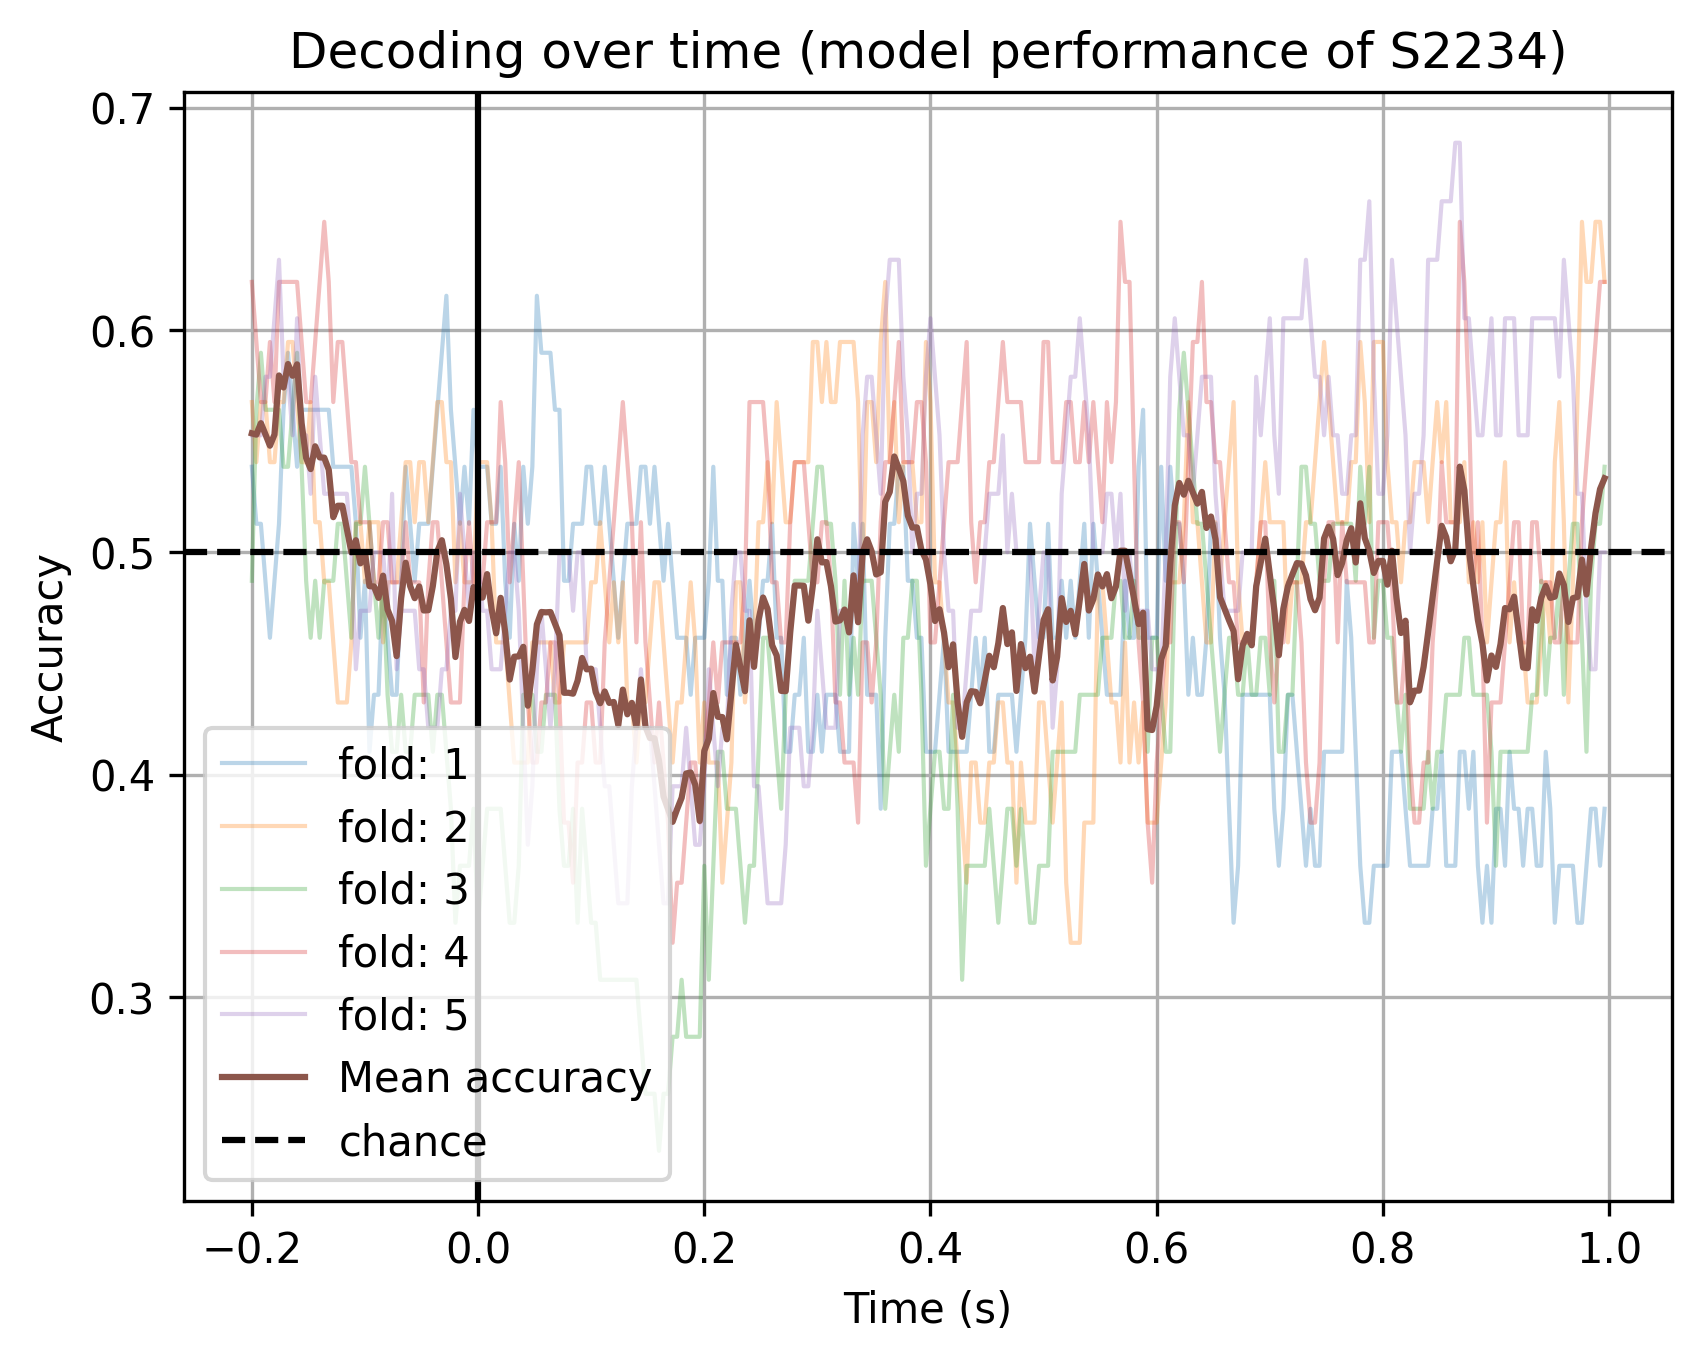 Decoding over time (model performance of S2234)
Accuracy
0.7
0.6
0.5
0.4
0.3
fold: 1
fold: 2
fold: 3
fold: 4
fold: 5
Mean accuracy
chance
−0.2 0.0 0.2 0.4 0.6 0.8 1.0
Time (s)